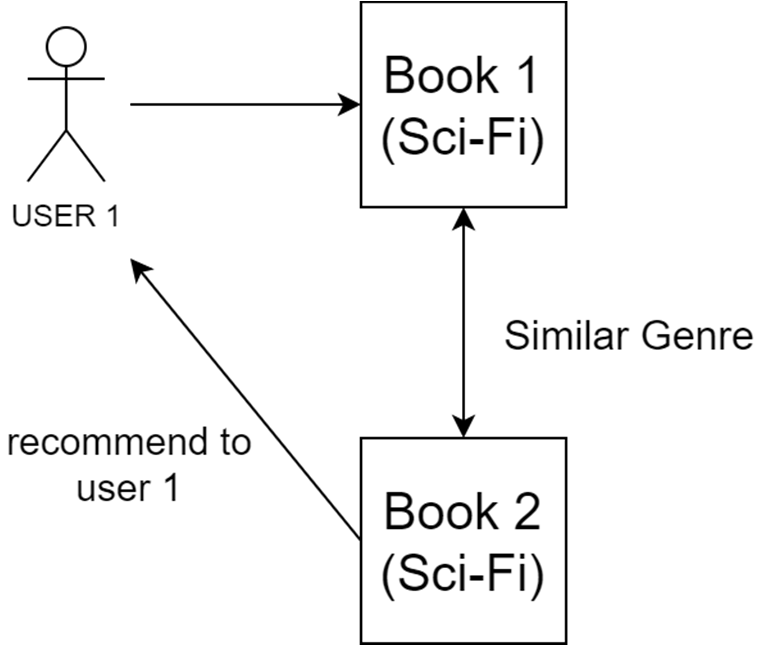 Book 1
(Sci-Fi)
USER 1
Similar Genre
recommend to
user 1
Book 2
(Sci-Fi)